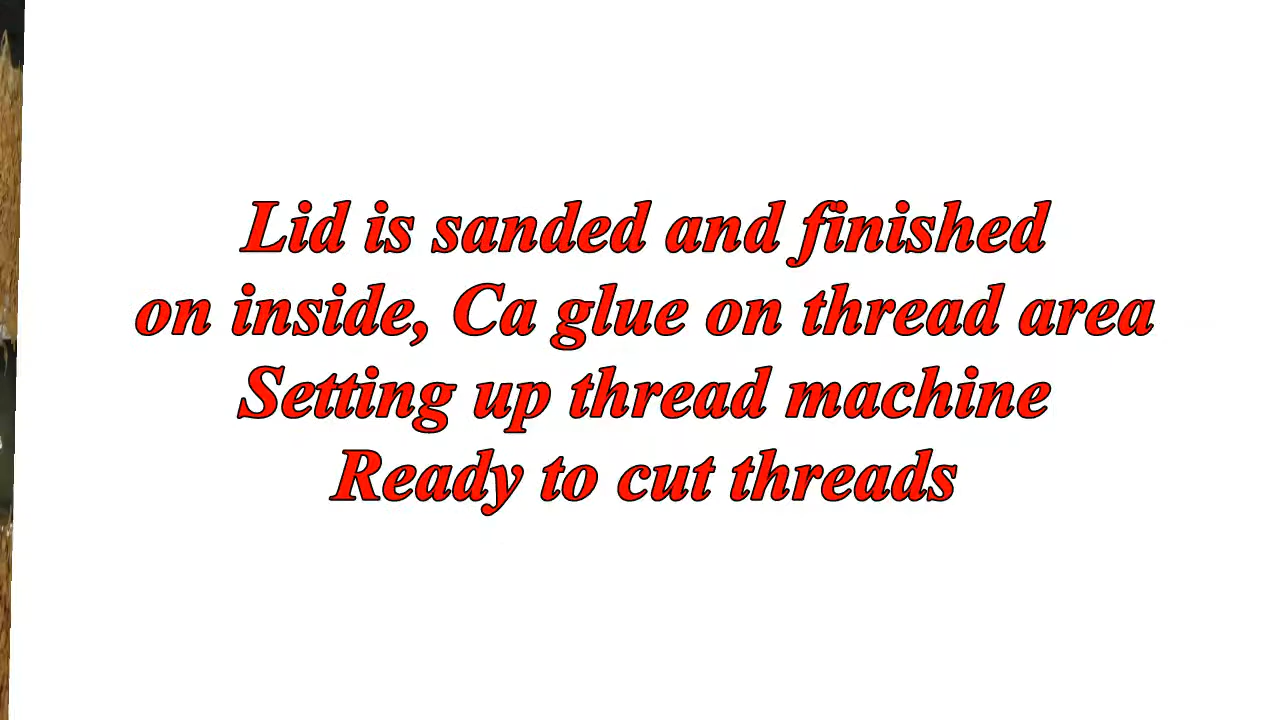 Lid is sanded and finished
on inside, Ca glue on thread area
Setting up thread machine
Ready to cut threads